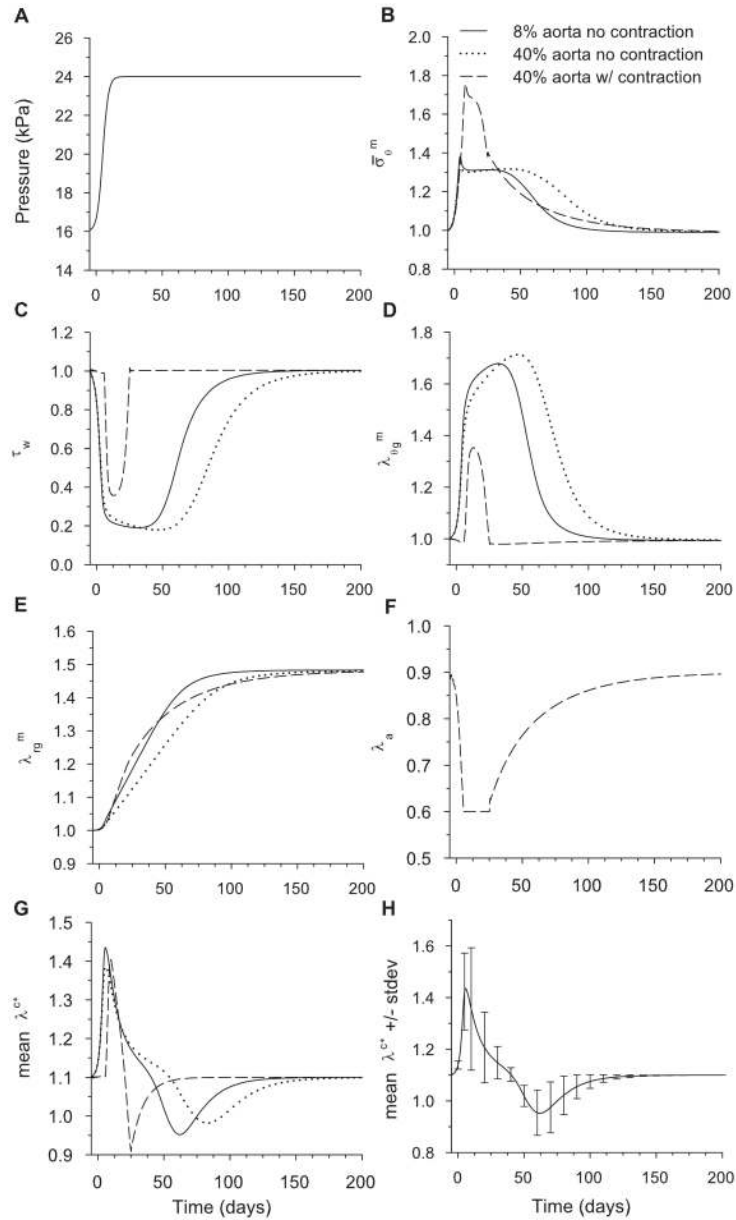 A
Pressure (kPa)
26
24
22
20
18
16
14
0 50 100 150 200
B
8% aorta no contraction
40% aorta no contraction
40% aorta w/ contraction
σ̅θᵐ
2.0
1.8
1.6
1.4
1.2
1.0
0.8
0 50 100 150 200
C
τw
1.2
1.0
0.8
0.6
0.4
0.2
0.0
0 50 100 150 200
D
λθgᵐ
1.8
1.6
1.4
1.2
1.0
0 50 100 150 200
E
λrgᵐ
1.6
1.5
1.4
1.3
1.2
1.1
1.0
0.9
0 50 100 150 200
F
λa
1.0
0.9
0.8
0.7
0.6
0.5
0 50 100 150 200
G
mean λᶜ*
1.5
1.4
1.3
1.2
1.1
1.0
0.9
0 50 100 150 200
Time (days)
H
mean λᶜ* +/- stdev
1.6
1.4
1.2
1.0
0.8
0 50 100 150 200
Time (days)